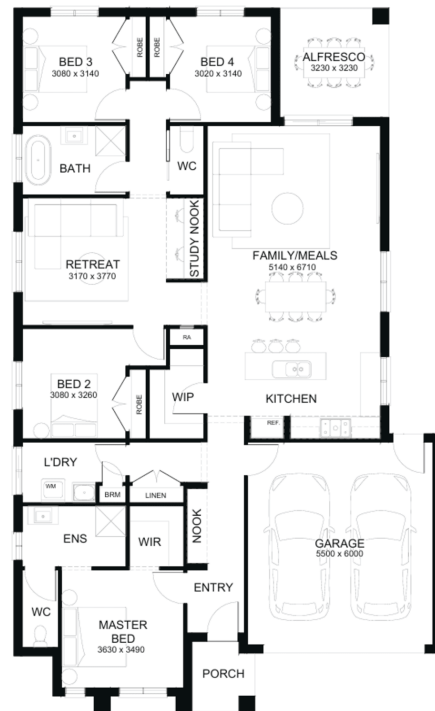 BED 3
3080 x 3140
ROBE
ROBE
BED 4
3020 x 3140
ALFRESCO
3230 x 3230
BATH
WC
RETREAT
3170 x 3770
STUDY NOOK
FAMILY/MEALS
5140 x 6710
RA
BED 2
3080 x 3260
ROBE
WIP
KITCHEN
REF.
L'DRY
WM
BRM
LINEN
ENS
WIR
NOOK
GARAGE
5500 x 6000
WC
MASTER
BED
3630 x 3490
ENTRY
PORCH